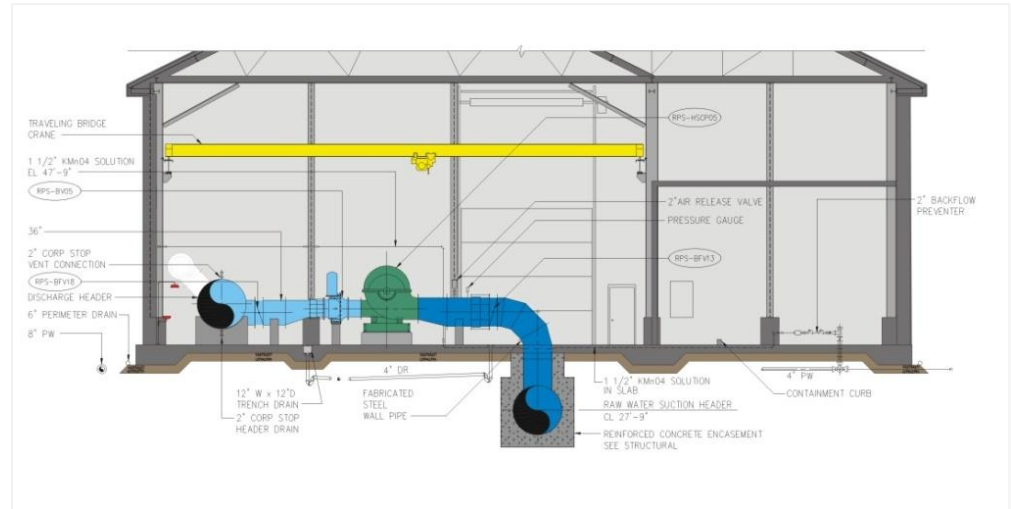 TRAVELING BRIDGE
CRANE
1 1/2" KMnO4 SOLUTION
EL 47'-9"
RPS-BV05
36"
2" CORP STOP
VENT CONNECTION
RPS-BFV18
DISCHARGE HEADER
6" PERIMETER DRAIN
8" PW
12" W x 12"D
TRENCH DRAIN
2" CORP STOP
HEADER DRAIN
4" DR
FABRICATED
STEEL
WALL PIPE
RPS-HSCP05
2"AIR RELEASE VALVE
PRESSURE GAUGE
RPS-BFV13
2" BACKFLOW
PREVENTER
4" PW
CONTAINMENT CURB
1 1/2" KMnO4 SOLUTION
IN SLAB
RAW WATER SUCTION HEADER
CL 27'-9"
REINFORCED CONCRETE ENCASEMENT
SEE STRUCTURAL